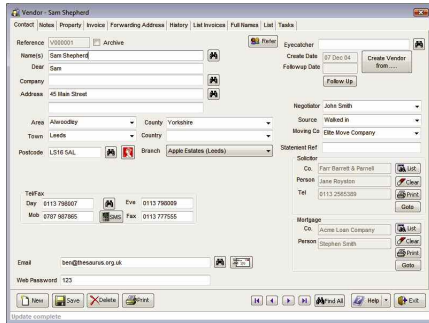 Vendor - Sam Shepherd
Contact Notes Property Invoice Forwarding Address History List Invoices Full Names List Tasks
Reference V000001 Archive Refer Eyecatcher
Name(s) Sam Shepherd Create Date 07 Dec 04 Create Vendor from .....
Dear Sam Followup Date
Company Follow Up
Address 45 Main Street
Negotiator John Smith
Area Alwoodley County Yorkshire Source Walked in
Town Leeds Country Moving Co Elite Move Company
Postcode LS16 5AL Branch Apple Estates (Leeds) Statement Ref
Solicitor
Co. Farr Barrett & Parnell List
Person Jane Royston Clear
Tel/Fax Tel 0113 2565389 Print
Day 0113 798007 Eve 0113 798009 Goto
Mob 0787 987865 SMS Fax 0113 777555
Mortgage
Co. Acme Loan Company List
Person Stephen Smith Clear
Print
Email ben@thesaurus.org.uk Goto
Web Password 123
New Save Delete Print Find All Help Exit
Update complete